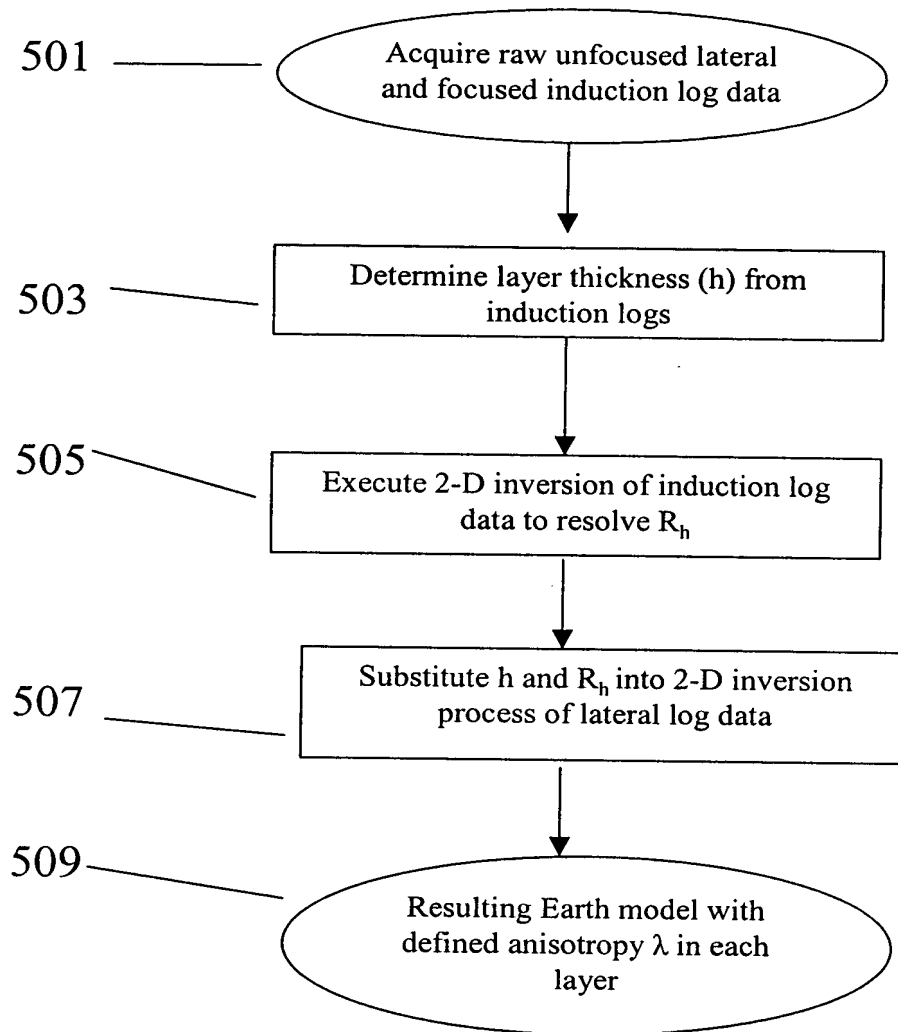 501
Acquire raw unfocused lateral
and focused induction log data
503
Determine layer thickness (h) from
induction logs
505
Execute 2-D inversion of induction log
data to resolve Rₕ
507
Substitute h and Rₕ into 2-D inversion
process of lateral log data
509
Resulting Earth model with
defined anisotropy λ in each
layer